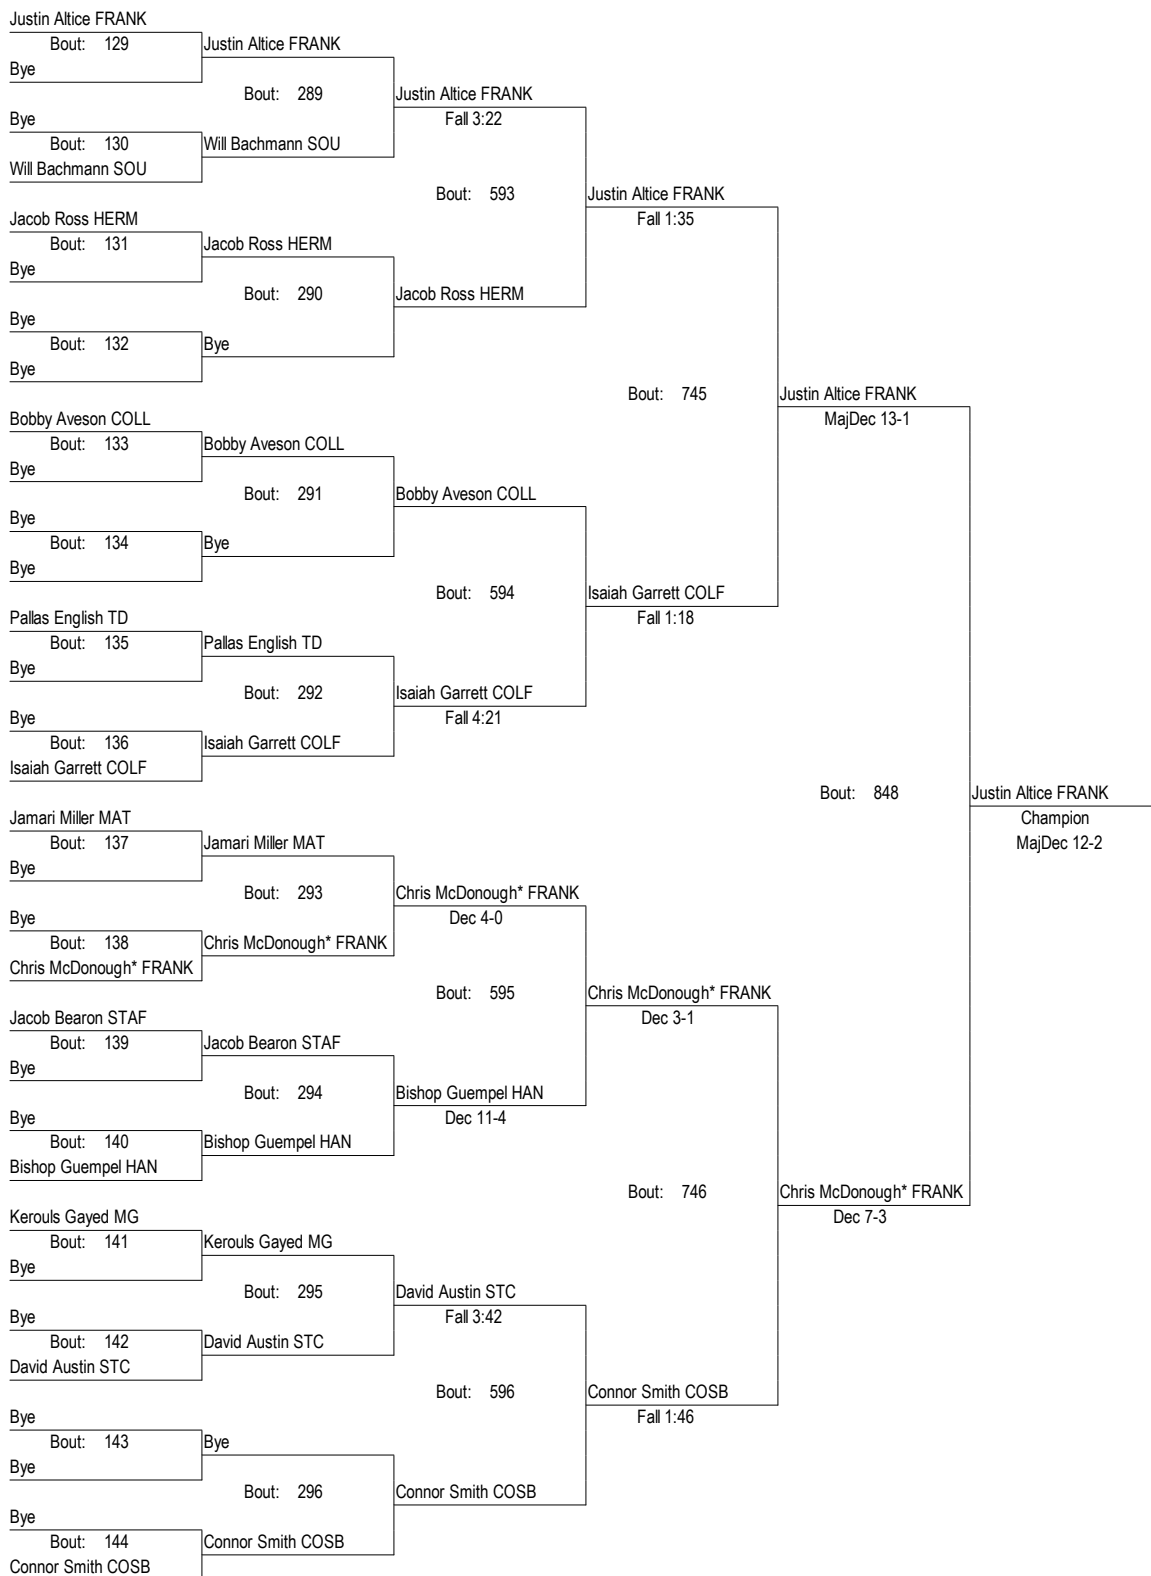 Justin Altice FRANK
Bout: 129 Justin Altice FRANK
Bye
Bout: 289 Justin Altice FRANK
Bye Fall 3:22
Bout: 130 Will Bachmann SOU
Will Bachmann SOU
Bout: 593 Justin Altice FRANK
Jacob Ross HERM Fall 1:35
Bout: 131 Jacob Ross HERM
Bye
Bout: 290 Jacob Ross HERM
Bye
Bout: 132 Bye
Bye
Bout: 745 Justin Altice FRANK
Bobby Aveson COLL MajDec 13-1
Bout: 133 Bobby Aveson COLL
Bye
Bout: 291 Bobby Aveson COLL
Bye
Bout: 134 Bye
Bye
Bout: 594 Isaiah Garrett COLF
Pallas English TD Fall 1:18
Bout: 135 Pallas English TD
Bye
Bout: 292 Isaiah Garrett COLF
Bye Fall 4:21
Bout: 136 Isaiah Garrett COLF
Isaiah Garrett COLF
Bout: 848 Justin Altice FRANK
Jamari Miller MAT Champion
Bout: 137 Jamari Miller MAT MajDec 12-2
Bye
Bout: 293 Chris McDonough* FRANK
Bye Dec 4-0
Bout: 138 Chris McDonough* FRANK
Chris McDonough* FRANK
Bout: 595 Chris McDonough* FRANK
Jacob Bearon STAF Dec 3-1
Bout: 139 Jacob Bearon STAF
Bye
Bout: 294 Bishop Guempel HAN
Bye Dec 11-4
Bout: 140 Bishop Guempel HAN
Bishop Guempel HAN
Bout: 746 Chris McDonough* FRANK
Kerouls Gayed MG Dec 7-3
Bout: 141 Kerouls Gayed MG
Bye
Bout: 295 David Austin STC
Bye Fall 3:42
Bout: 142 David Austin STC
David Austin STC
Bout: 596 Connor Smith COSB
Bye Fall 1:46
Bout: 143 Bye
Bye
Bout: 296 Connor Smith COSB
Bye
Bout: 144 Connor Smith COSB
Connor Smith COSB